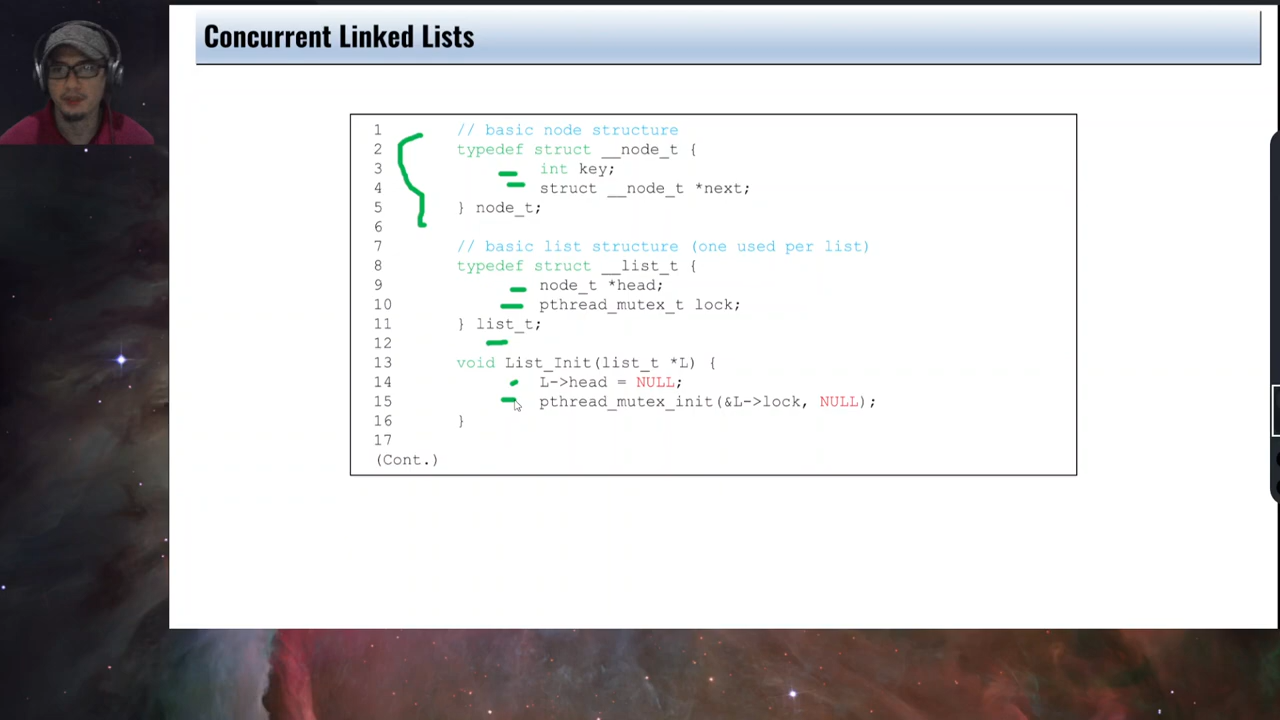 Concurrent Linked Lists
1 // basic node structure
2 typedef struct __node_t {
3 int key;
4 struct __node_t *next;
5 } node_t;
6
7 // basic list structure (one used per list)
8 typedef struct __list_t {
9 node_t *head;
10 pthread_mutex_t lock;
11 } list_t;
12
13 void List_Init(list_t *L) {
14 L->head = NULL;
15 pthread_mutex_init(&L->lock, NULL);
16 }
17
(Cont.)